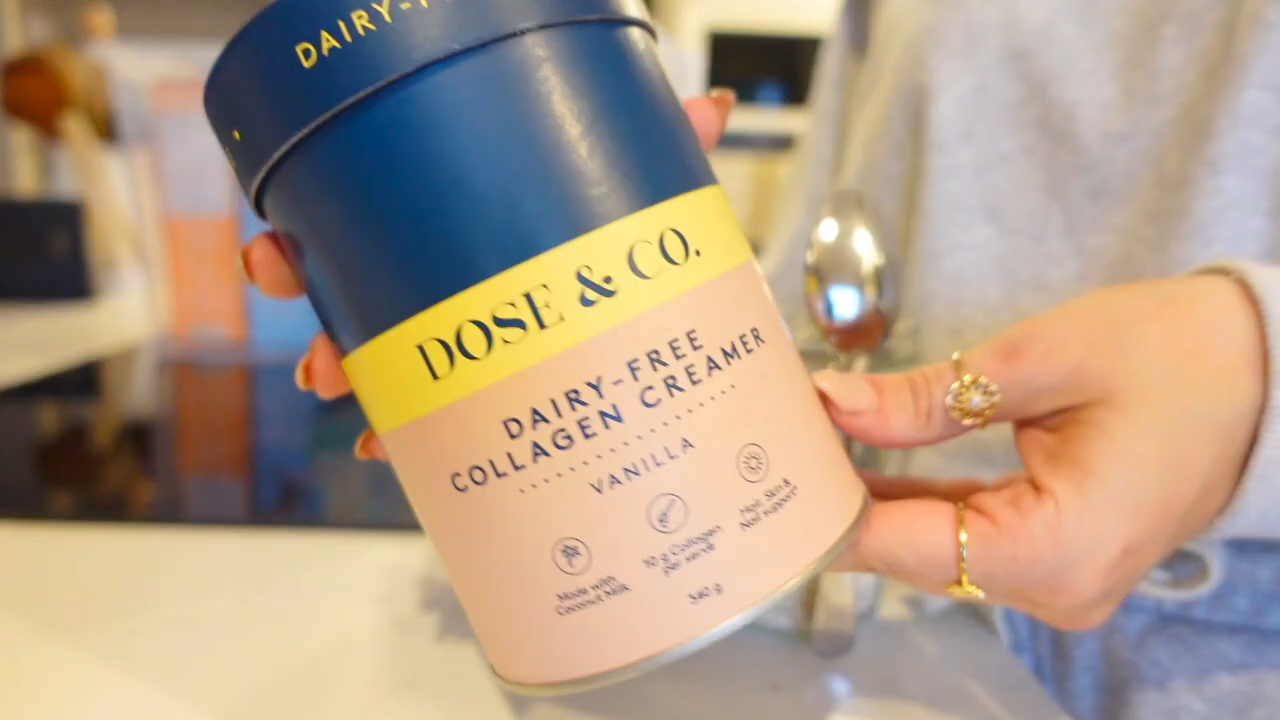 DAIRY-F
DOSE & CO.
DAIRY-FREE
COLLAGEN CREAMER
VANILLA
Made with
Coconut Milk
10 g Collagen
per serve
Hair, Skin &
Nail support*
340 g